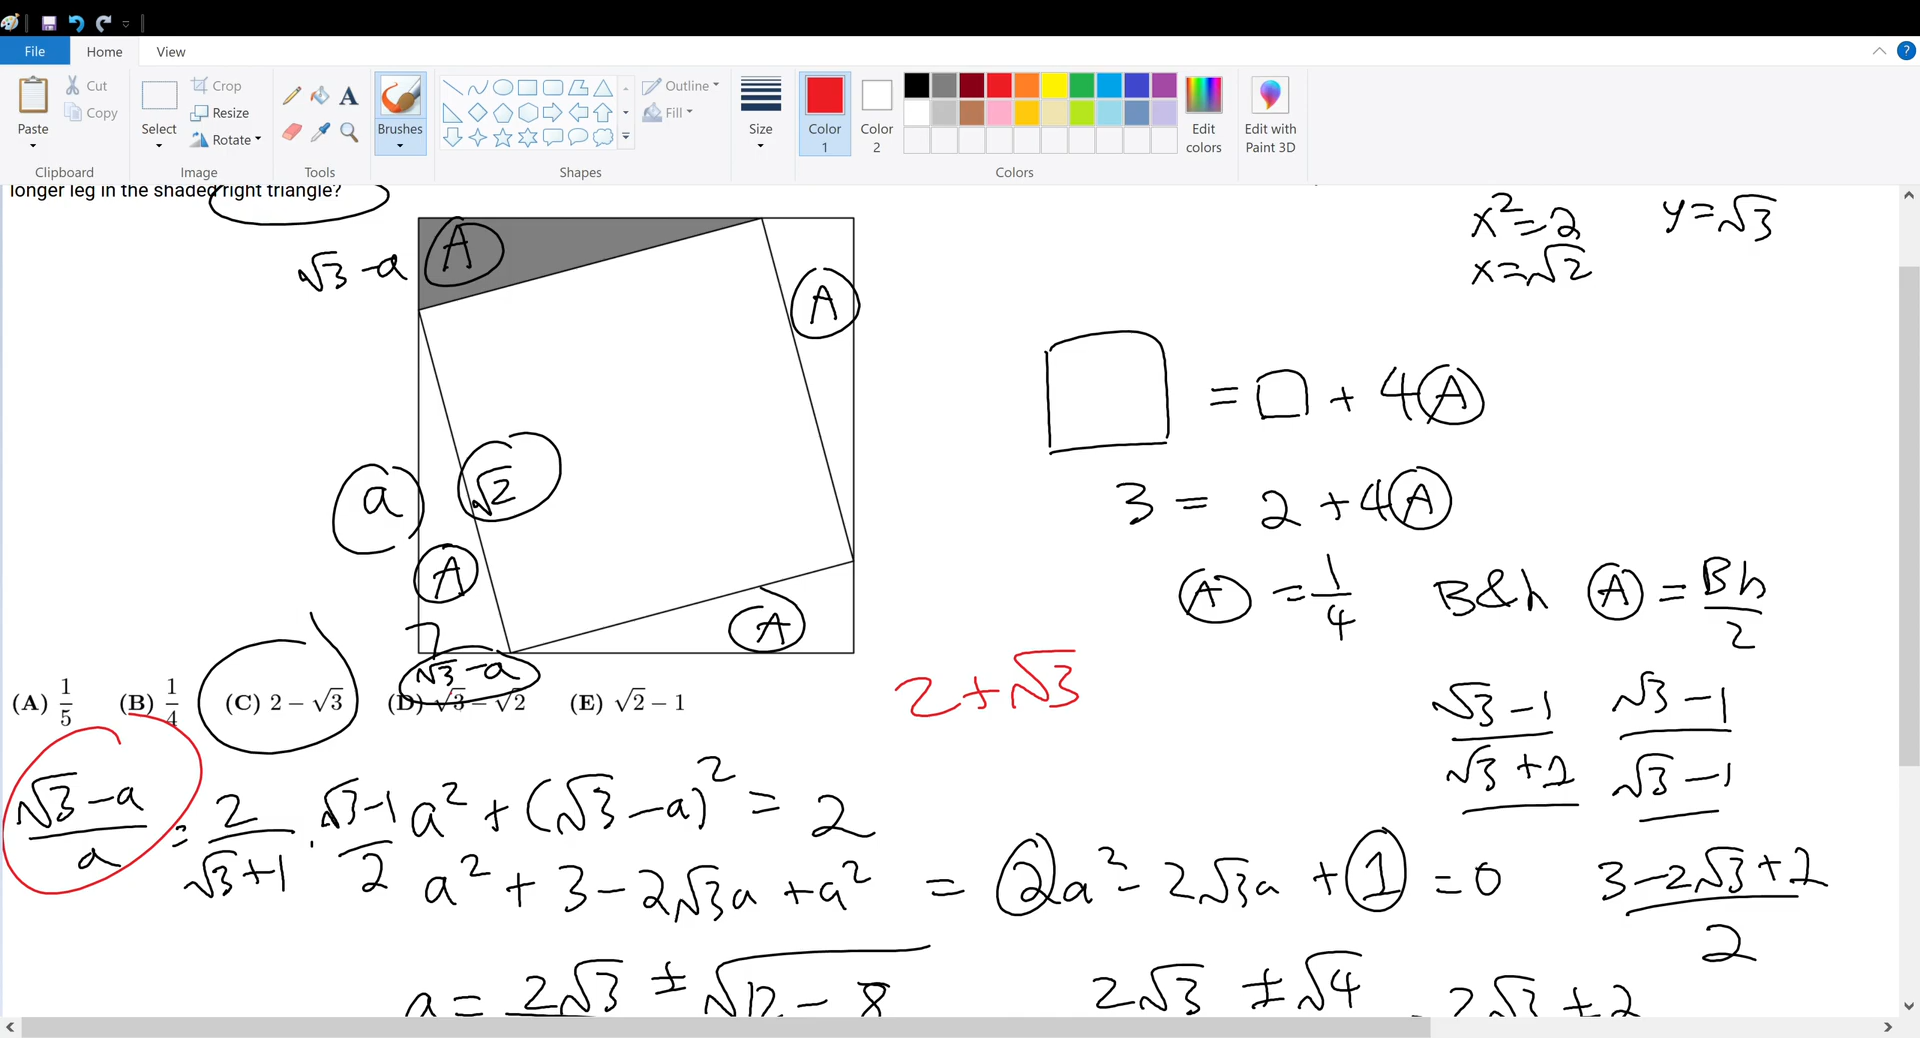 File Home View
Paste
Cut
Copy
Clipboard
Select
Crop
Resize
Rotate
Image
A
Tools
Brushes
Shapes
Outline
Fill
Size
Color 1
Color 2
Colors
Edit colors
Edit with Paint 3D
longer leg in the shaded right triangle?
√3 - a
A
A
a
√2
A
A
√3 - a
x² = 2
x = √2
y = √3
= □ + 4 A
3 = 2 + 4 A
A = 1/4 B & h A = Bh/2
(A) 1/5 (B) 1/4 (C) 2 − √3 (D) √3 − √2 (E) √2 − 1
2 + √3
(√3 - 1)/(√3 + 1) (√3 - 1)/(√3 - 1)
(√3 - a)/a = 2/(√3 + 1) · (√3 - 1)/2
a² + (√3 - a)² = 2
a² + 3 - 2√3a + a² = 2a² - 2√3a + 1 = 0
(3 - 2√3 + 1)/2
a = 2√3 ± √12 - 8
2√3 ± √4
2√3 ± 2